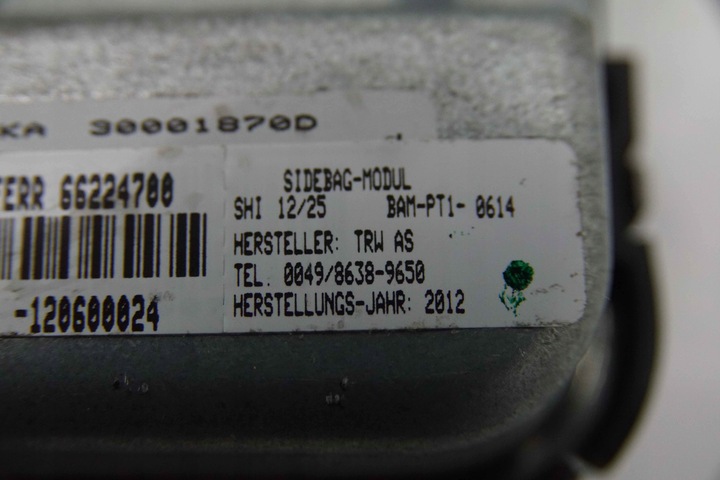 KA 30001870D
TERR 66224700
-120600024
SIDEBAG-MODUL
SHI 12/25 BAM-PT1- 0614
HERSTELLER: TRW AS
TEL. 0049/8638-9650
HERSTELLUNGS-JAHR: 2012